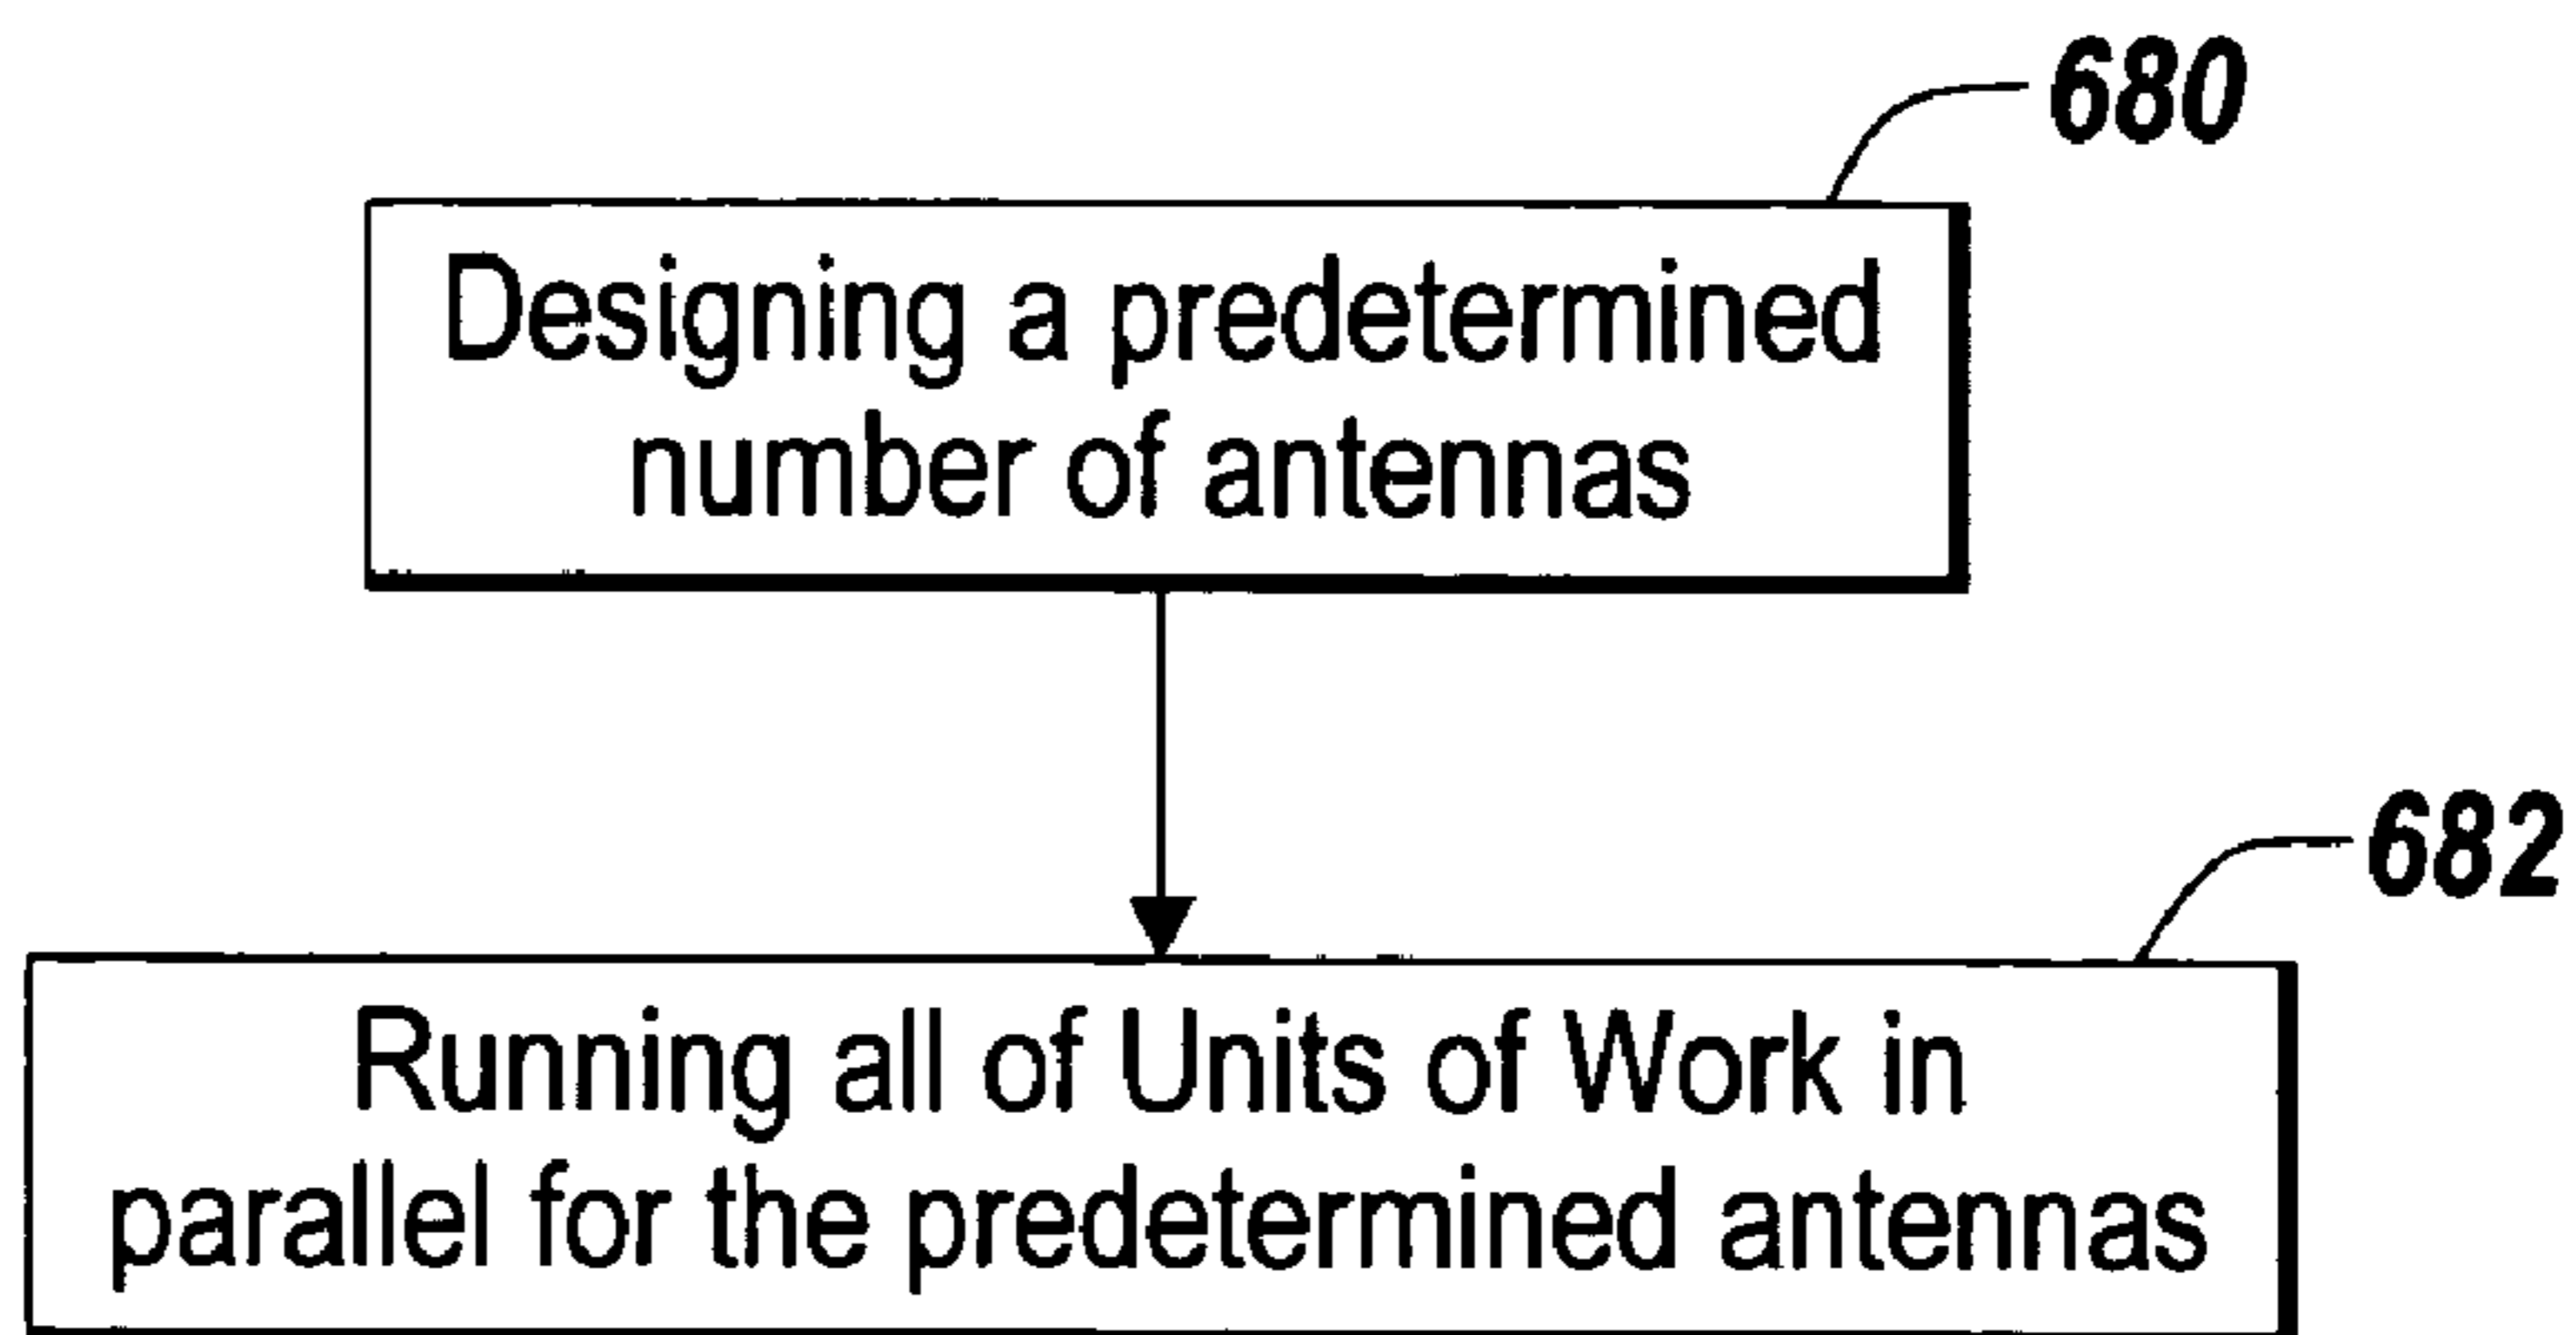 680
Designing a predetermined
number of antennas
682
Running all of Units of Work in
parallel for the predetermined antennas